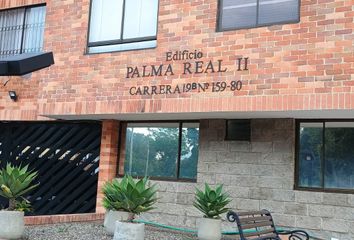 Edificio
PALMA REAL II
CARRERA 19B Nº 159-80